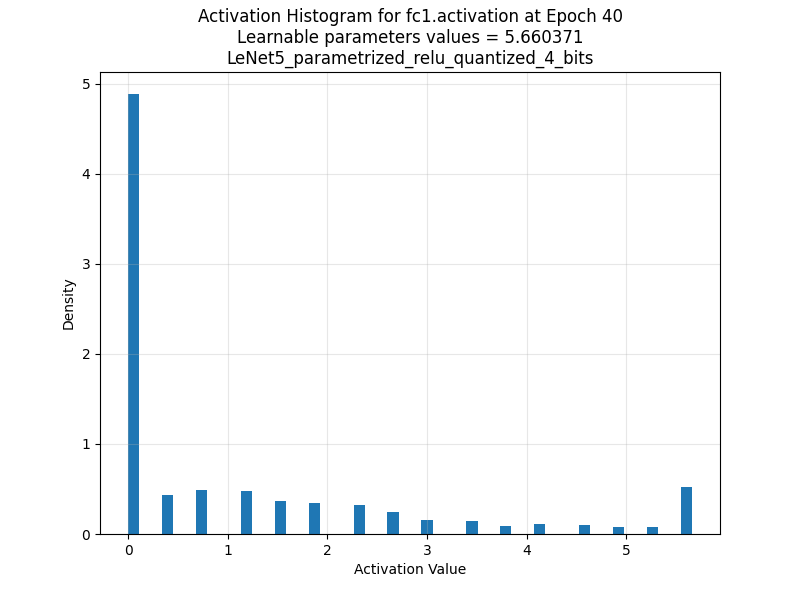 Activation Histogram for fc1.activation at Epoch 40
Learnable parameters values = 5.660371
LeNet5_parametrized_relu_quantized_4_bits
5
4
3
2
1
0
Density
0 1 2 3 4 5
Activation Value